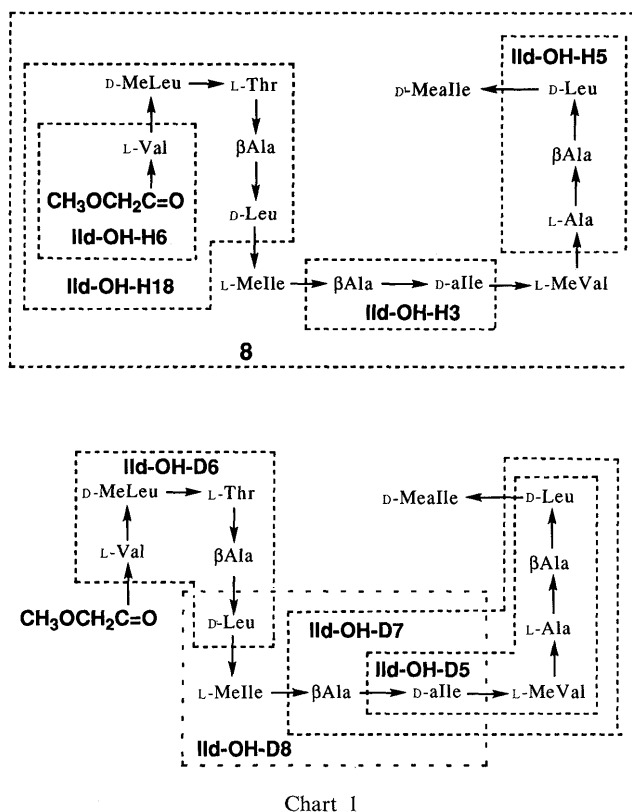 IId-OH-H5
D-MeLeu → L-Thr
D-MeaIle ← D-Leu
L-Val
βAla
βAla
CH3OCH2C=O
D-Leu
L-Ala
IId-OH-H6
IId-OH-H18
L-MeIle → βAla → D-aIle → L-MeVal
IId-OH-H3
8
IId-OH-D6
D-MeLeu → L-Thr
D-MeaIle ← D-Leu
L-Val
βAla
βAla
CH3OCH2C=O
D-Leu
IId-OH-D7
L-Ala
IId-OH-D5
L-MeIle → βAla → D-aIle → L-MeVal
IId-OH-D8
Chart 1